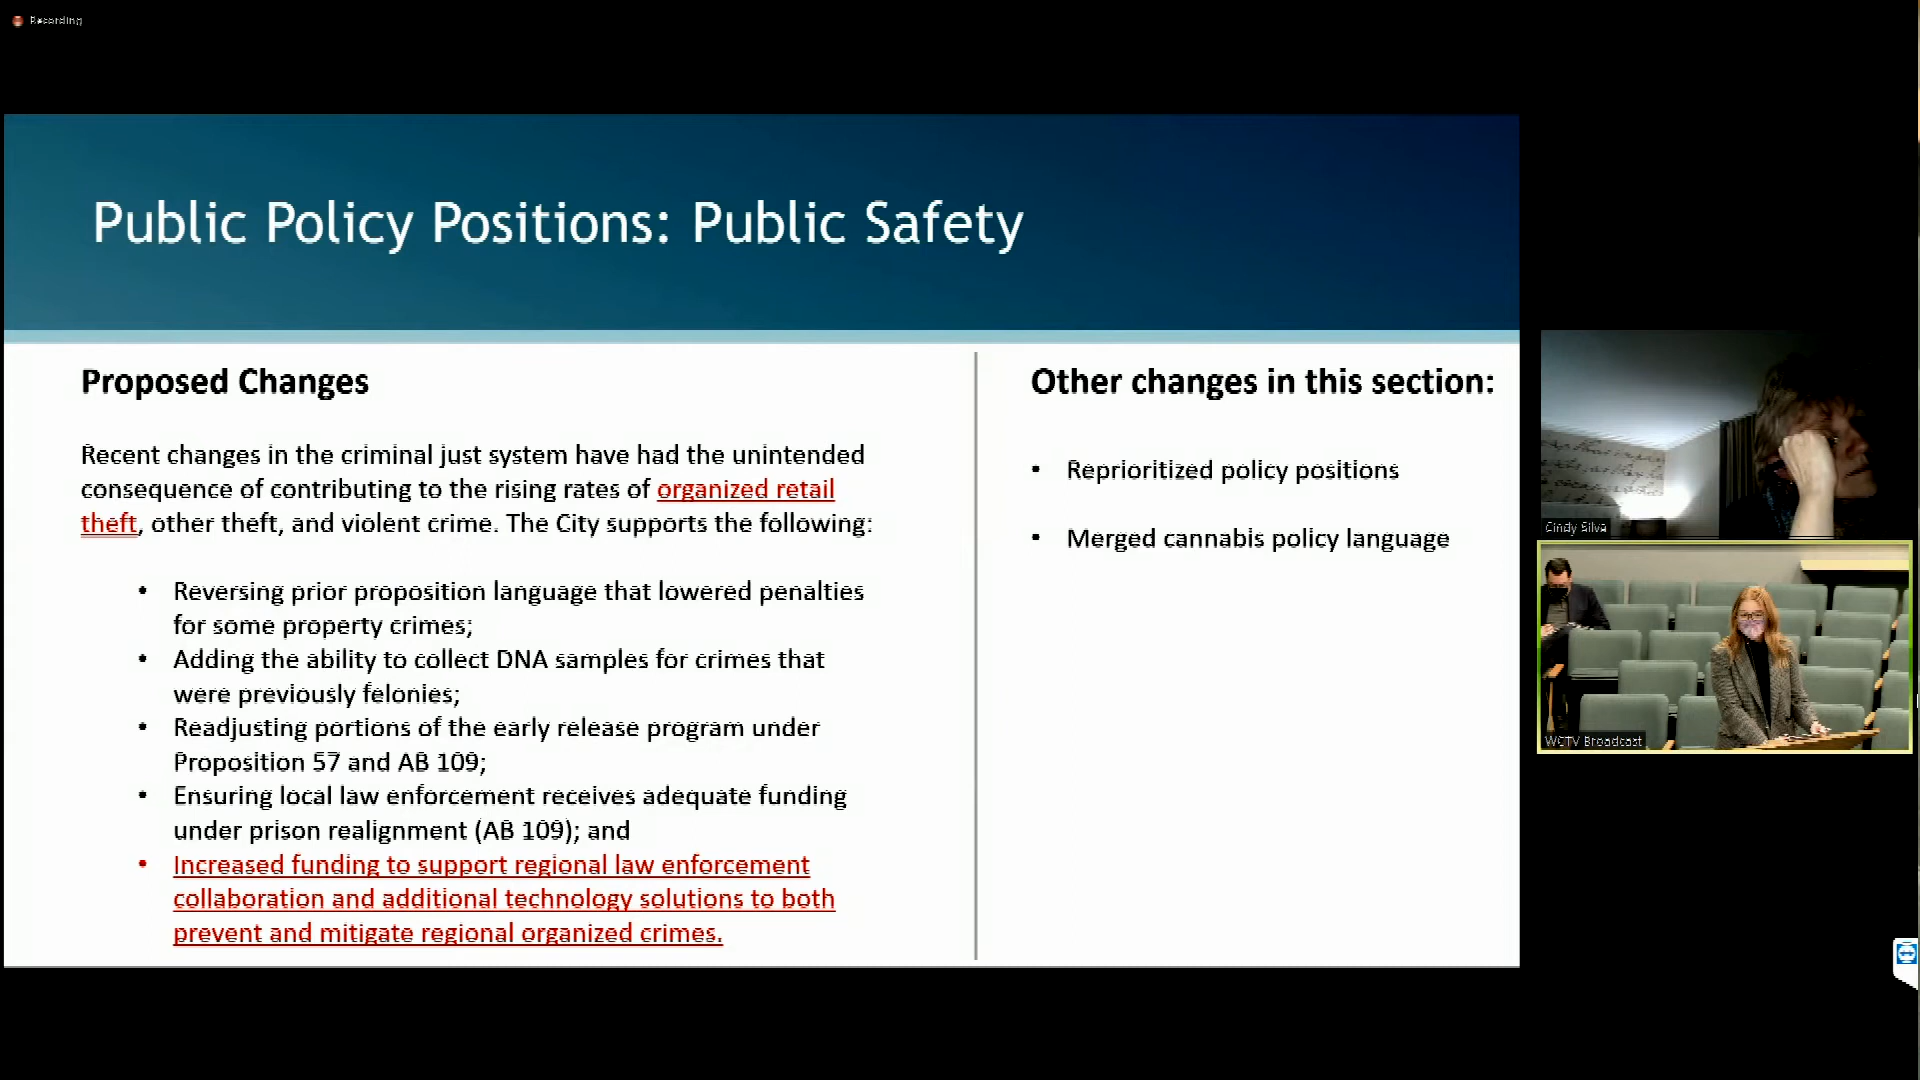 Recording
Public Policy Positions: Public Safety
Proposed Changes
Recent changes in the criminal just system have had the unintended
consequence of contributing to the rising rates of organized retail
theft, other theft, and violent crime. The City supports the following:
• Reversing prior proposition language that lowered penalties
for some property crimes;
• Adding the ability to collect DNA samples for crimes that
were previously felonies;
• Readjusting portions of the early release program under
Proposition 57 and AB 109;
• Ensuring local law enforcement receives adequate funding
under prison realignment (AB 109); and
• Increased funding to support regional law enforcement
collaboration and additional technology solutions to both
prevent and mitigate regional organized crimes.
Other changes in this section:
• Reprioritized policy positions
• Merged cannabis policy language
Cindy Silva
WCTV Broadcast